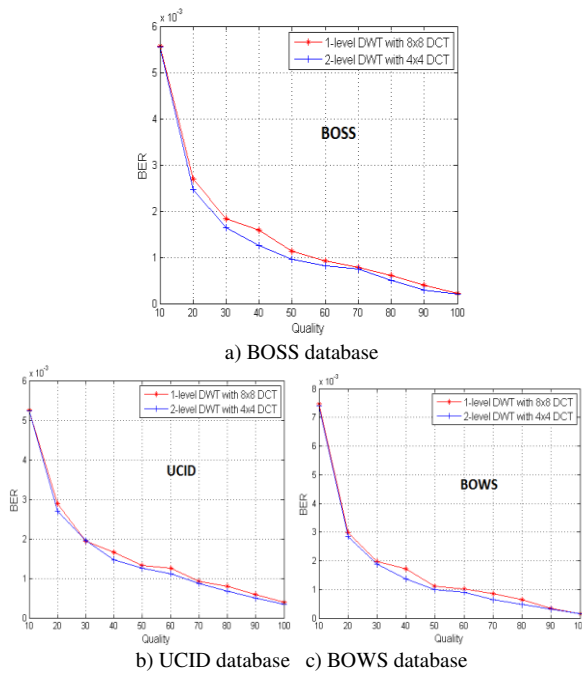 x 10⁻³
6
5
4
3
2
1
0
BER
1-level DWT with 8x8 DCT
2-level DWT with 4x4 DCT
BOSS
10 20 30 40 50 60 70 80 90 100
Quality
a) BOSS database
x 10⁻³
6
5
4
3
2
1
0
BER
1-level DWT with 8x8 DCT
2-level DWT with 4x4 DCT
UCID
10 20 30 40 50 60 70 80 90 100
Quality
x 10⁻³
8
7
6
5
4
3
2
1
0
BER
1-level DWT with 8x8 DCT
2-level DWT with 4x4 DCT
BOWS
10 20 30 40 50 60 70 80 90 100
Quality
b) UCID database c) BOWS database